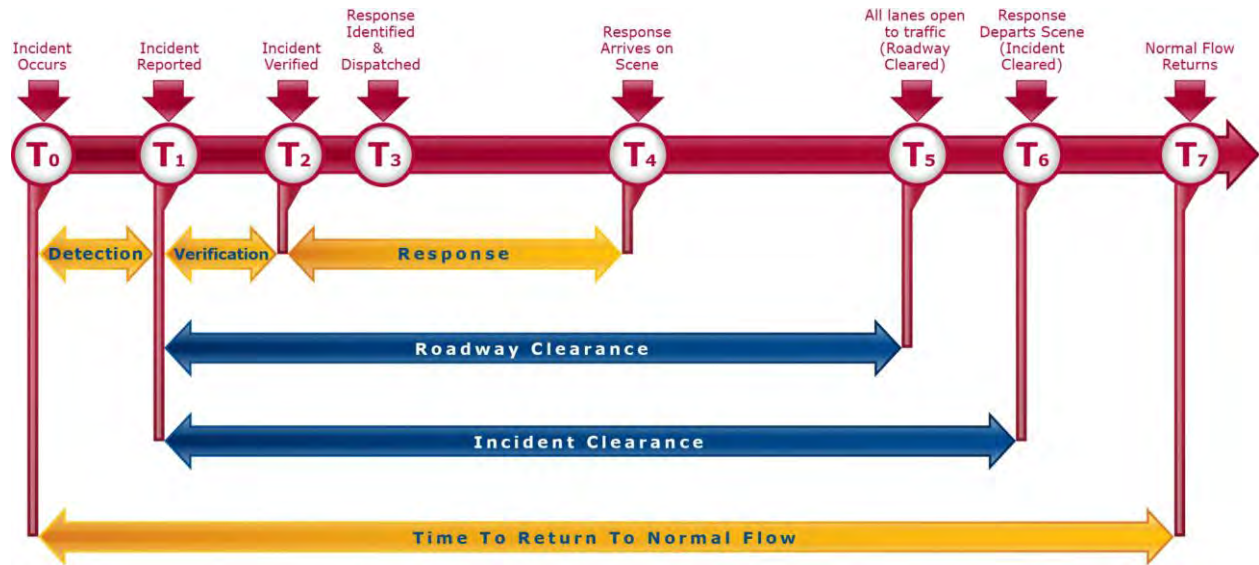 Incident
Occurs
Incident
Reported
Incident
Verified
Response
Identified
&
Dispatched
Response
Arrives on
Scene
All lanes open
to traffic
(Roadway
Cleared)
Response
Departs Scene
(Incident
Cleared)
Normal Flow
Returns
T0
T1
T2
T3
T4
T5
T6
T7
Detection
Verification
Response
Roadway Clearance
Incident Clearance
Time To Return To Normal Flow